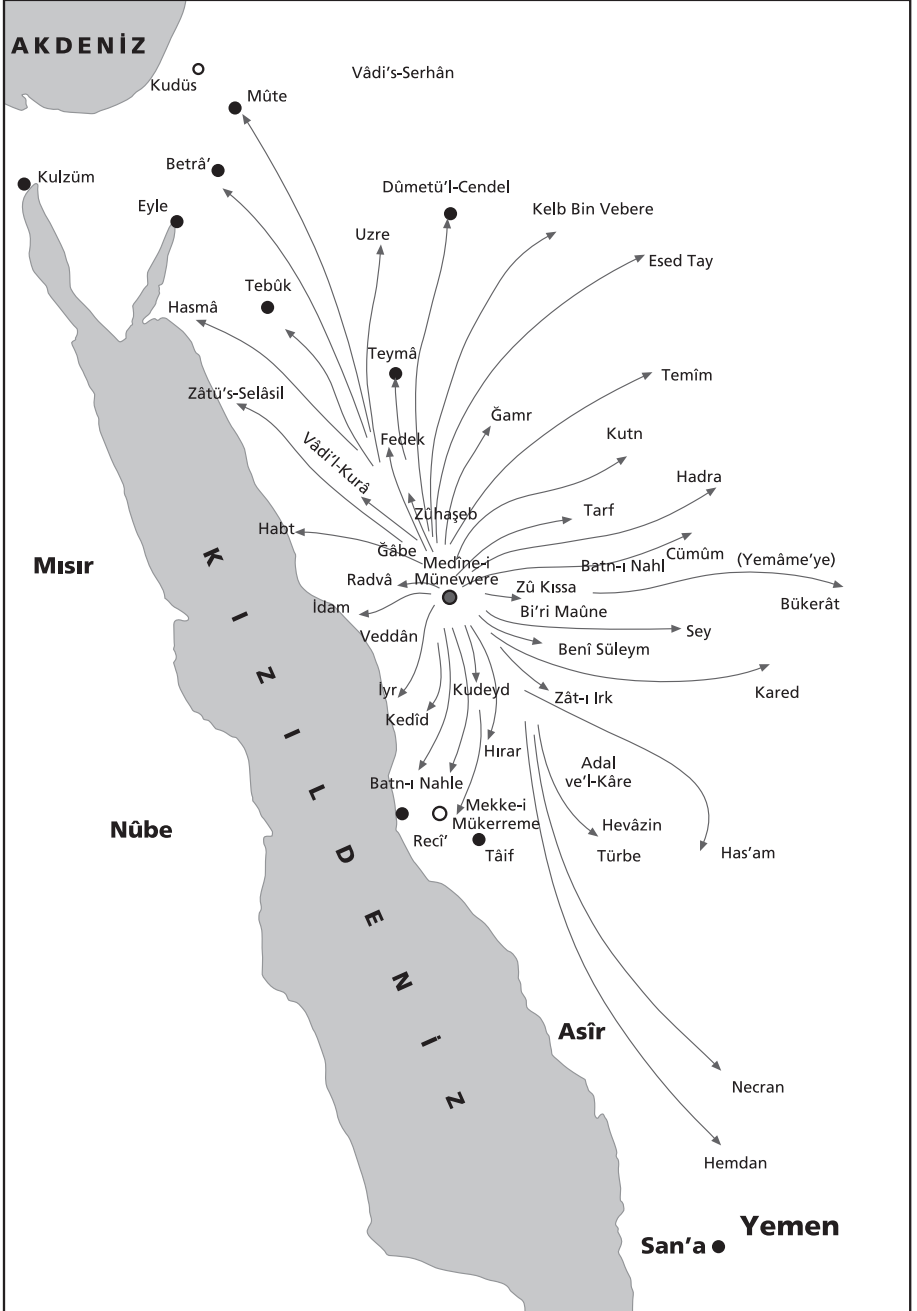 AKDENİZ
Kudüs
Vâdi's-Serhân
Mûte
Betrâ'
Kulzüm
Dûmetü'l-Cendel
Eyle
Kelb Bin Vebere
Uzre
Esed Tay
Tebûk
Hasmâ
Teymâ
Temîm
Zâtü's-Selâsil
Ğamr
Kutn
Fedek
Vâdi'l-Kurâ
Hadra
Zûhaşeb
Tarf
Habt
Ğâbe
Cümûm
Mısır
Medîne-i
Münevvere
Batn-ı Nahl
(Yemâme'ye)
Radvâ
Zû Kıssa
Bükerât
İdam
Bi'ri Maûne
Veddân
Sey
Benî Süleym
İyr
Kudeyd
Zât-ı Irk
Kared
Kedîd
Hırar
Adal
ve'l-Kâre
Batn-ı Nahle
Mekke-i
Mükerreme
Nûbe
Recî'
Hevâzin
Tâif
Türbe
Has'am
KIZILDENİZ
Asîr
Necran
Hemdan
Yemen
San'a